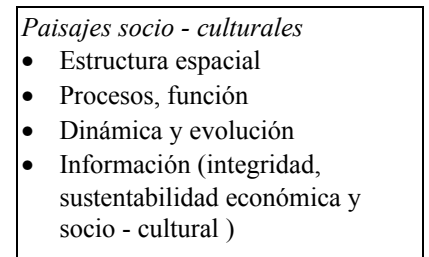 Paisajes socio - culturales
• Estructura espacial
• Procesos, función
• Dinámica y evolución
• Información (integridad,
sustentabilidad económica y
socio - cultural )